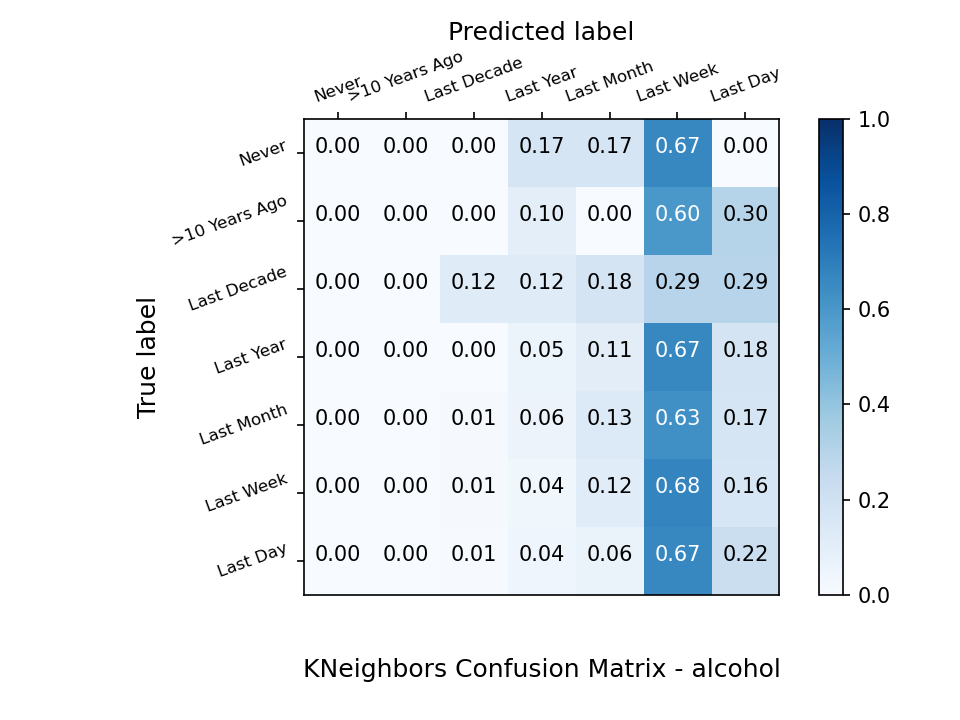 Predicted label
Never >10 Years Ago Last Decade Last Year Last Month Last Week Last Day
Never 0.00 0.00 0.00 0.17 0.17 0.67 0.00
>10 Years Ago 0.00 0.00 0.00 0.10 0.00 0.60 0.30
Last Decade 0.00 0.00 0.12 0.12 0.18 0.29 0.29
Last Year 0.00 0.00 0.00 0.05 0.11 0.67 0.18
Last Month 0.00 0.00 0.01 0.06 0.13 0.63 0.17
Last Week 0.00 0.00 0.01 0.04 0.12 0.68 0.16
Last Day 0.00 0.00 0.01 0.04 0.06 0.67 0.22
True label
1.0
0.8
0.6
0.4
0.2
0.0
KNeighbors Confusion Matrix - alcohol